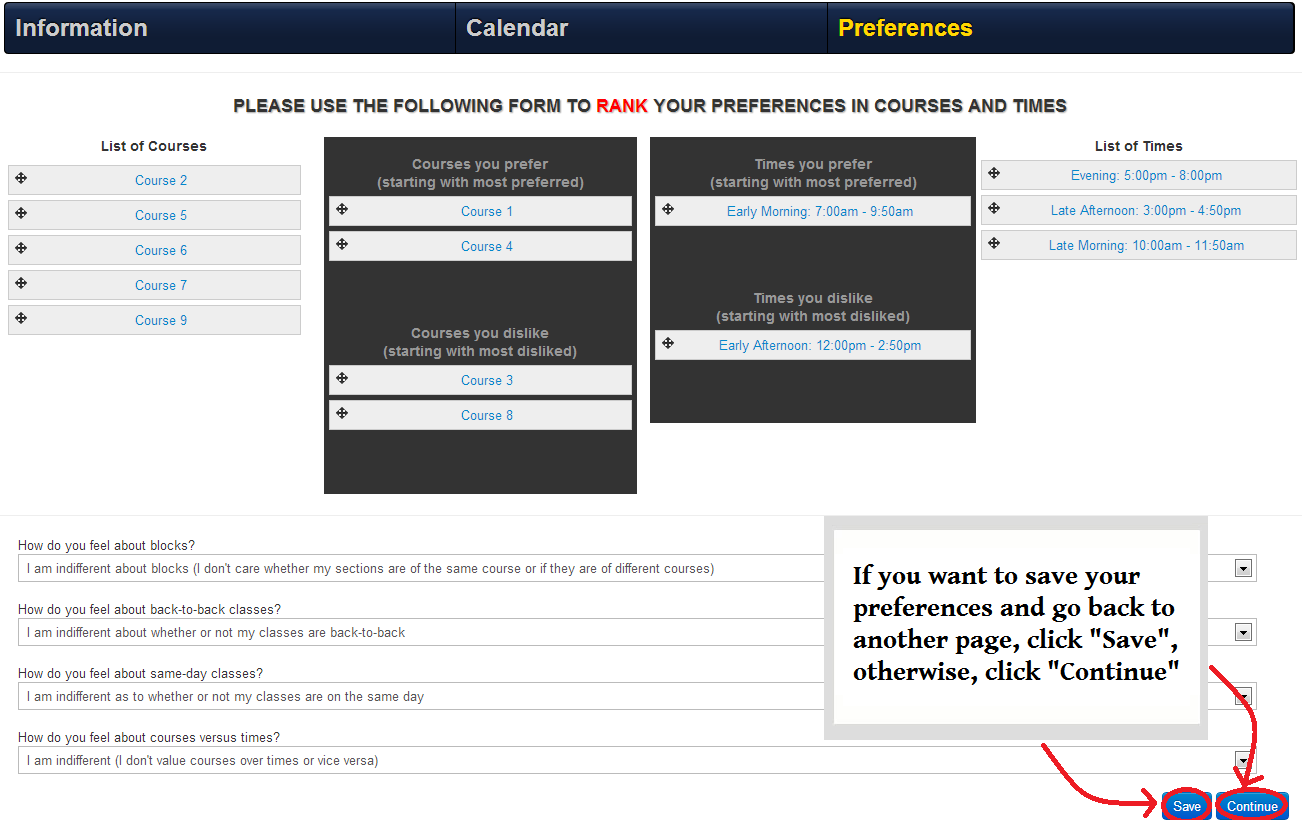 Information
Calendar
Preferences
PLEASE USE THE FOLLOWING FORM TO RANK YOUR PREFERENCES IN COURSES AND TIMES
List of Courses
Course 2
Course 5
Course 6
Course 7
Course 9
Courses you prefer
(starting with most preferred)
Course 1
Course 4
Courses you dislike
(starting with most disliked)
Course 3
Course 8
Times you prefer
(starting with most preferred)
Early Morning: 7:00am - 9:50am
Times you dislike
(starting with most disliked)
Early Afternoon: 12:00pm - 2:50pm
List of Times
Evening: 5:00pm - 8:00pm
Late Afternoon: 3:00pm - 4:50pm
Late Morning: 10:00am - 11:50am
How do you feel about blocks?
I am indifferent about blocks (I don't care whether my sections are of the same course or if they are of different courses)
How do you feel about back-to-back classes?
I am indifferent about whether or not my classes are back-to-back
How do you feel about same-day classes?
I am indifferent as to whether or not my classes are on the same day
How do you feel about courses versus times?
I am indifferent (I don't value courses over times or vice versa)
If you want to save your
preferences and go back to
another page, click "Save",
otherwise, click "Continue"
Save
Continue